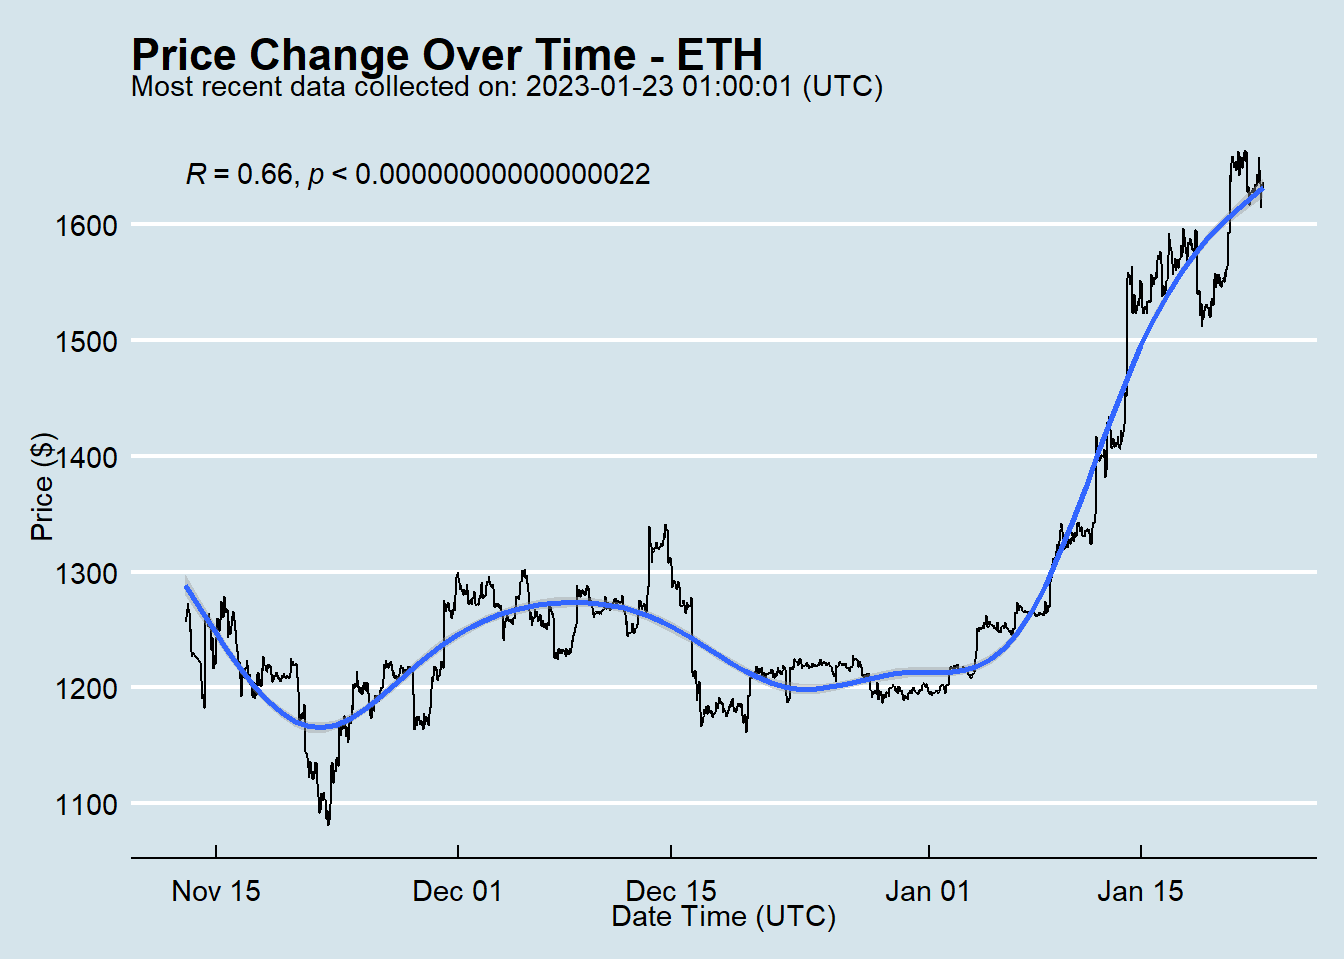 Price Change Over Time - ETH
Most recent data collected on: 2023-01-23 01:00:01 (UTC)
R = 0.66, p < 0.00000000000000022
1600
1500
1400
1300
1200
1100
Price ($)
Nov 15
Dec 01
Dec 15
Jan 01
Jan 15
Date Time (UTC)